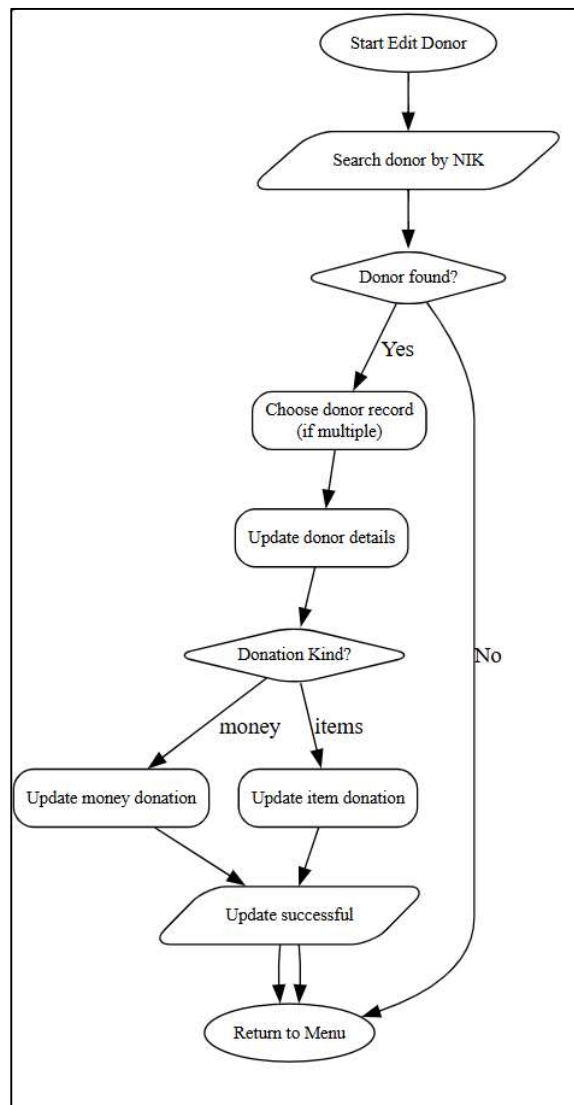 Start Edit Donor
Search donor by NIK
Donor found?
Yes
Choose donor record
(if multiple)
Update donor details
Donation Kind?
No
money
items
Update money donation
Update item donation
Update successful
Return to Menu